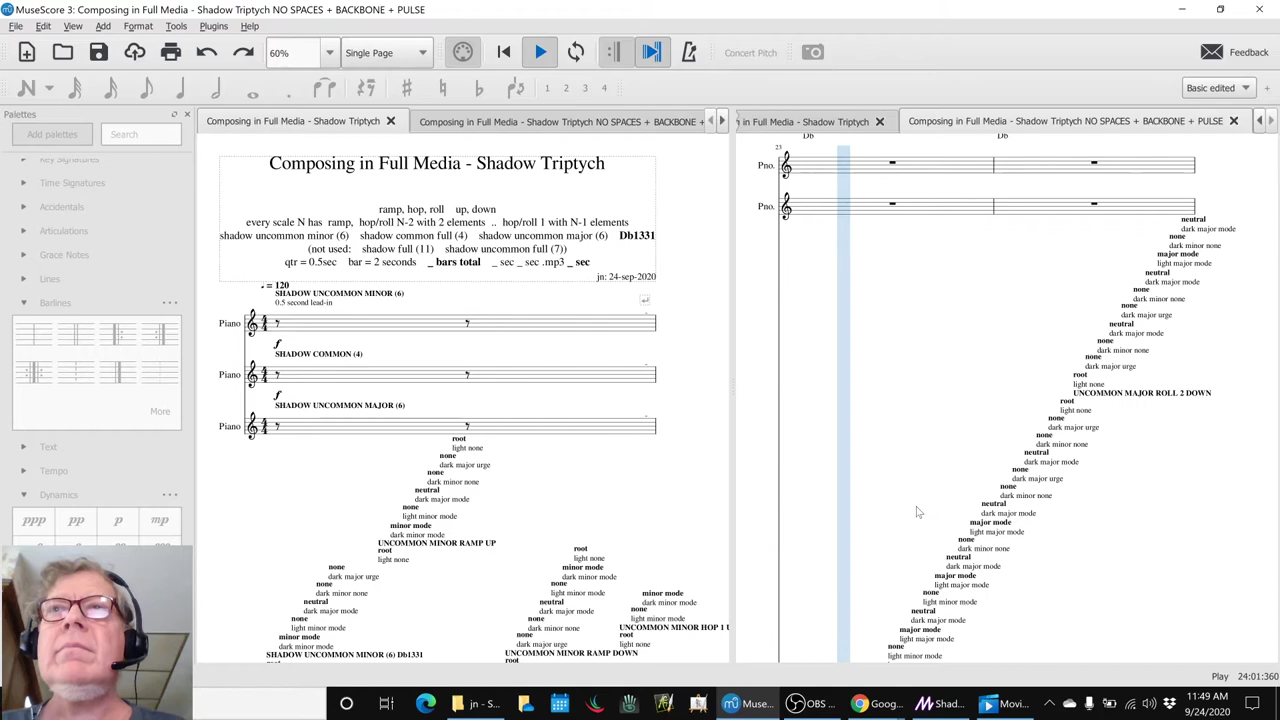 MuseScore 3: Composing in Full Media - Shadow Triptych NO SPACES + BACKBONE + PULSE
File Edit View Add Format Tools Plugins Help
60% Single Page Concert Pitch Feedback
1 2 3 4 Basic edited
Palettes
Add palettes Search
Key Signatures
Time Signatures
Accidentals
Articulations
Grace Notes
Lines
Barlines
More
Text
Tempo
Dynamics
ppp pp p mp
Composing in Full Media - Shadow Triptych
Composing in Full Media - Shadow Triptych NO SPACES + BACKBONE +
Composing in Full Media - Shadow Triptych
ramp, hop, roll up, down
every scale N has ramp, hop/roll N-2 with 2 elements .. hop/roll 1 with N-1 elements
shadow uncommon minor (6) shadow common full (4) shadow uncommon major (6) Db1331
(not used: shadow full (11) shadow uncommon full (7))
qtr = 0.5sec bar = 2 seconds _ bars total _ sec _ sec .mp3 _ sec
jn: 24-sep-2020
= 120
SHADOW UNCOMMON MINOR (6)
0.5 second lead-in
Piano
f
SHADOW COMMON (4)
Piano
f
SHADOW UNCOMMON MAJOR (6)
Piano
root
light none
none
dark major urge
none
dark minor none
neutral
dark major mode
none
light minor mode
minor mode
dark minor mode
UNCOMMON MINOR RAMP UP
root
light none
none
dark major urge
none
dark minor none
neutral
dark major mode
none
light minor mode
minor mode
dark minor mode
SHADOW UNCOMMON MINOR (6) Db1331
root
root
light none
minor mode
dark minor mode
none
light minor mode
neutral
dark major mode
none
dark minor none
none
dark major urge
UNCOMMON MINOR RAMP DOWN
root
minor mode
dark minor mode
none
light minor mode
UNCOMMON MINOR HOP 1 U
root
light none
n in Full Media - Shadow Triptych
Composing in Full Media - Shadow Triptych NO SPACES + BACKBONE + PULSE
Db Db
23
Pno.
Pno.
neutral
dark major mode
none
dark minor none
major mode
light major mode
neutral
dark major mode
none
dark minor none
none
dark major urge
neutral
dark major mode
none
dark minor none
none
dark major urge
root
light none
UNCOMMON MAJOR ROLL 2 DOWN
root
light none
none
dark major urge
none
dark minor none
neutral
dark major mode
none
dark major urge
none
dark minor none
neutral
dark major mode
major mode
light major mode
none
dark minor none
neutral
dark major mode
major mode
light major mode
none
light minor mode
neutral
dark major mode
major mode
light major mode
none
light minor mode
Play 24:01:360
jn - S... Muse... OBS ... Goog... Shad... Movi...
11:49 AM
9/24/2020